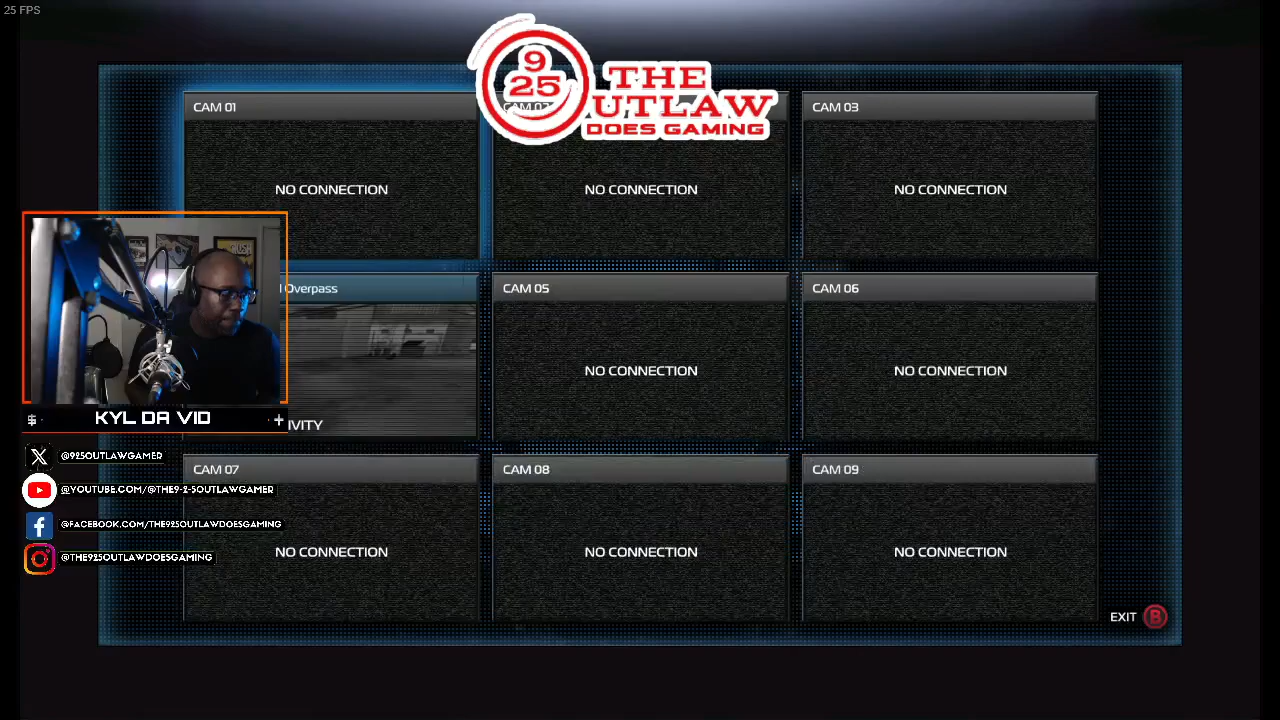 25 FPS
9
25
THE
OUTLAW
DOES GAMING
CAM 01
CAM 03
NO CONNECTION
NO CONNECTION
NO CONNECTION
Overpass
CAM 05
CAM 06
NO CONNECTION
NO CONNECTION
KYL DA VID
IVITY
@925OUTLAWGAMER
CAM 07
CAM 08
CAM 09
@YOUTUBE.COM/@THE9-2-5OUTLAWGAMER
@FACEBOOK.COM/THE925OUTLAWDOESGAMING
@THE925OUTLAWDOESGAMING
NO CONNECTION
NO CONNECTION
NO CONNECTION
EXIT B